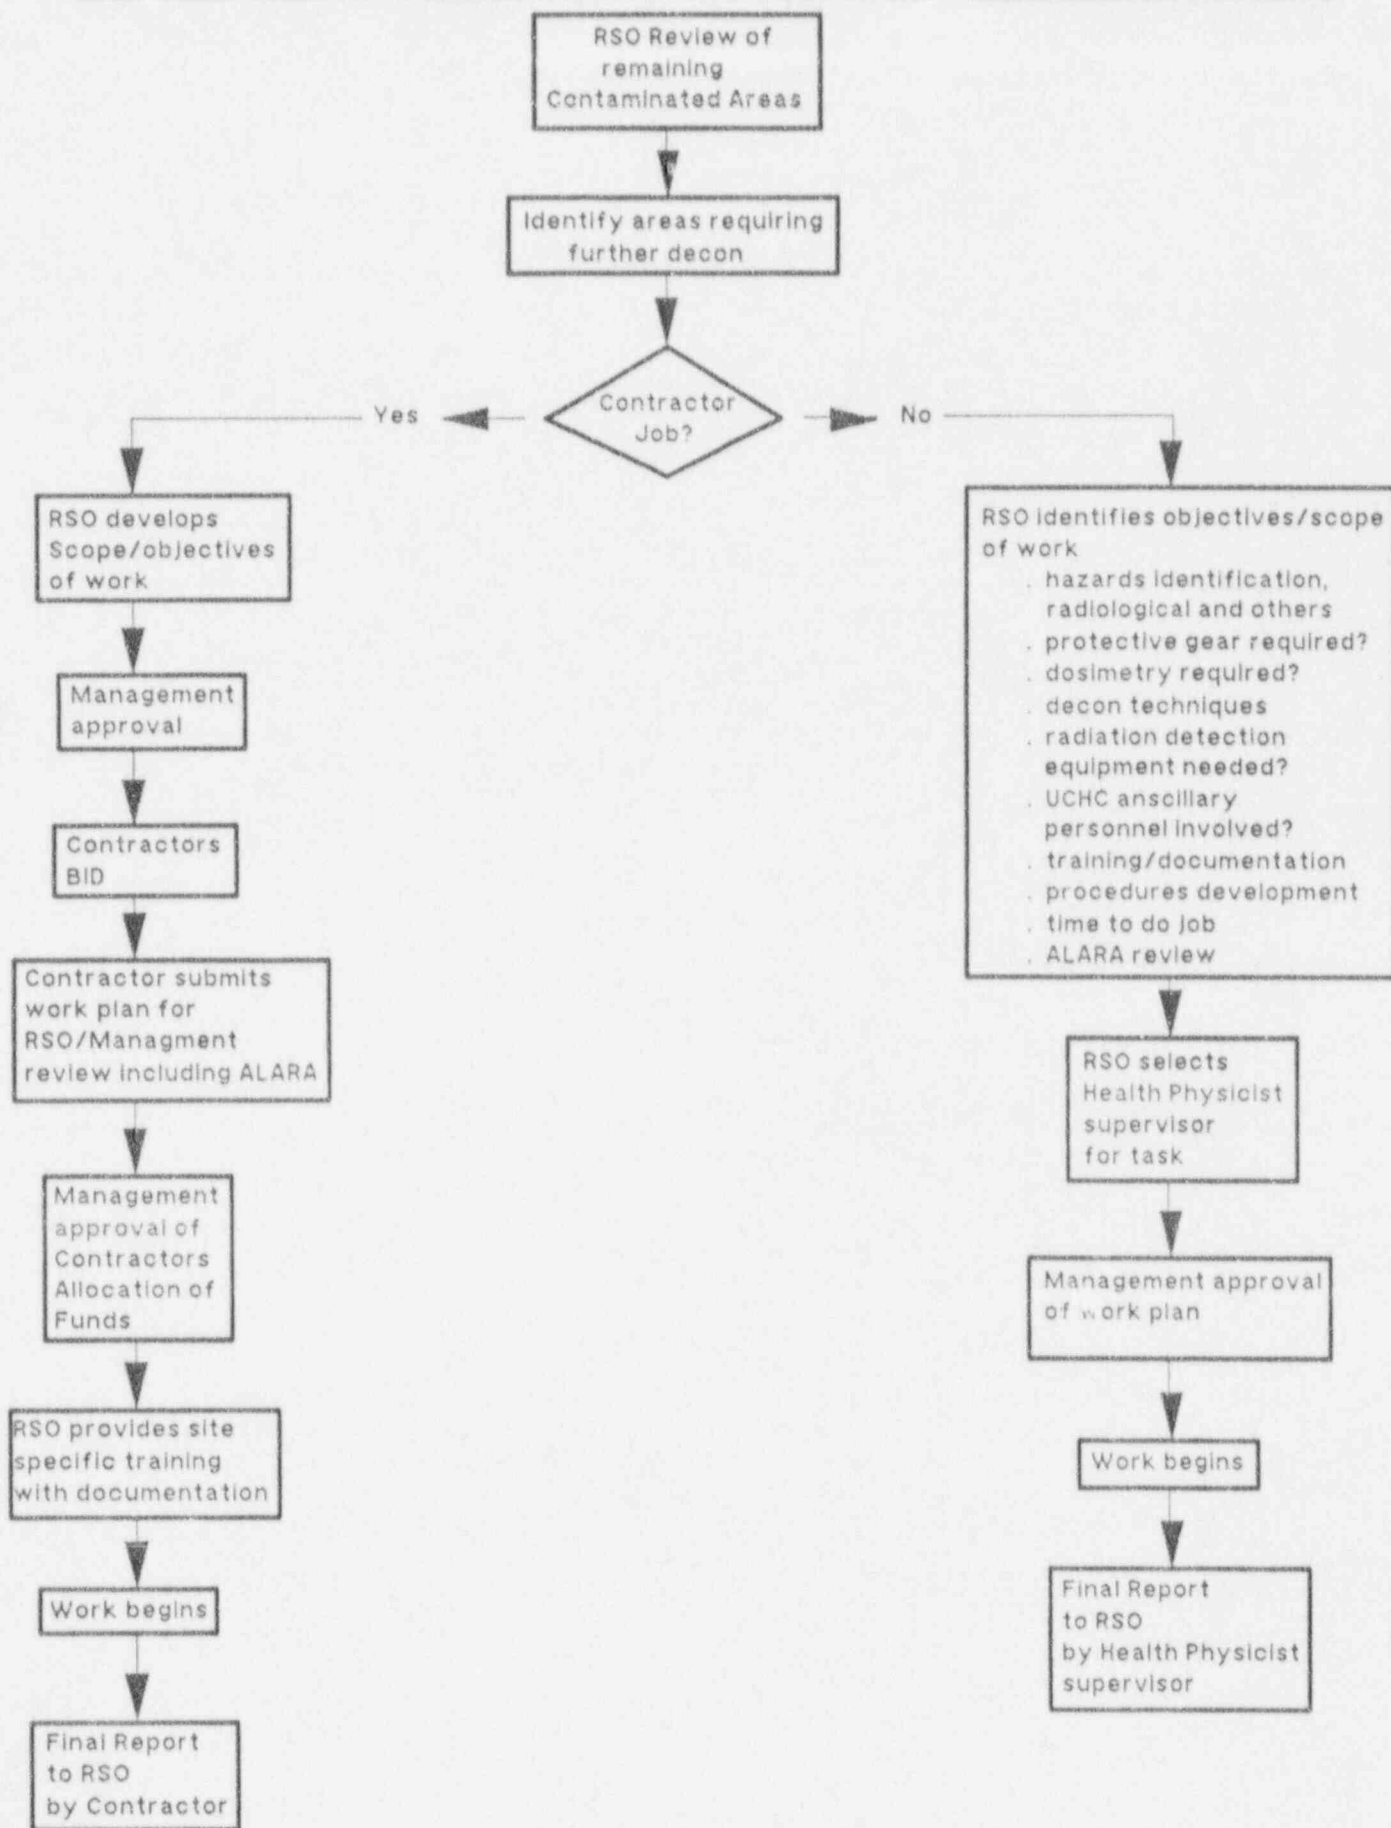 RSO Review of
remaining
Contaminated Areas
Identify areas requiring
further decon
Contractor
Job?
Yes
No
RSO develops
Scope/objectives
of work
Management
approval
Contractors
BID
Contractor submits
work plan for
RSO/Managment
review including ALARA
Management
approval of
Contractors
Allocation of
Funds
RSO provides site
specific training
with documentation
Work begins
Final Report
to RSO
by Contractor
RSO identifies objectives/scope
of work
. hazards identification,
radiological and others
. protective gear required?
. dosimetry required?
. decon techniques
. radiation detection
equipment needed?
. UCHC anscillary
personnel involved?
. training/documentation
. procedures development
. time to do job
. ALARA review
RSO selects
Health Physicist
supervisor
for task
Management approval
of work plan
Work begins
Final Report
to RSO
by Health Physicist
supervisor